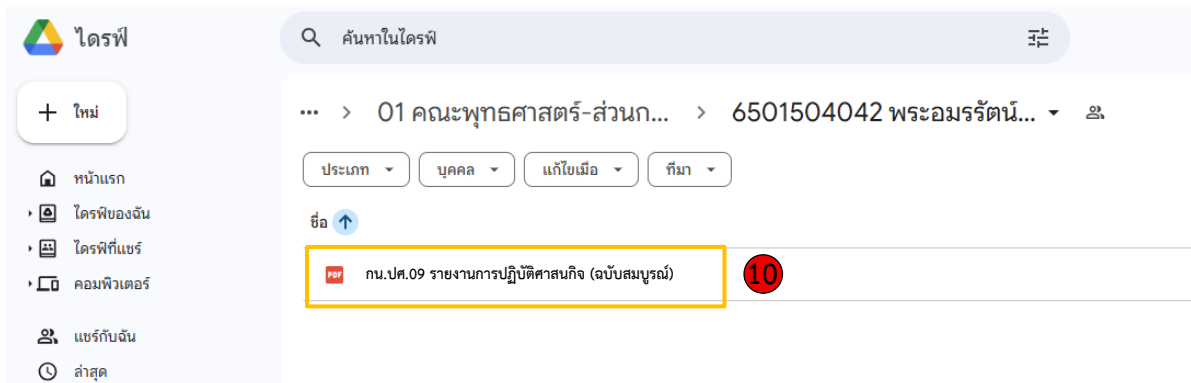 ไดรฟ์
ค้นหาในไดรฟ์
ใหม่
01 คณะพุทธศาสตร์-ส่วนก... > 6501504042 พระอมรรัตน์...
ประเภท
บุคคล
แก้ไขเมื่อ
ที่มา
หน้าแรก
ไดรฟ์ของฉัน
ไดรฟ์ที่แชร์
คอมพิวเตอร์
แชร์กับฉัน
ล่าสุด
ชื่อ
PDF กน.ปศ.09 รายงานการปฏิบัติศาสนกิจ (ฉบับสมบูรณ์)
10